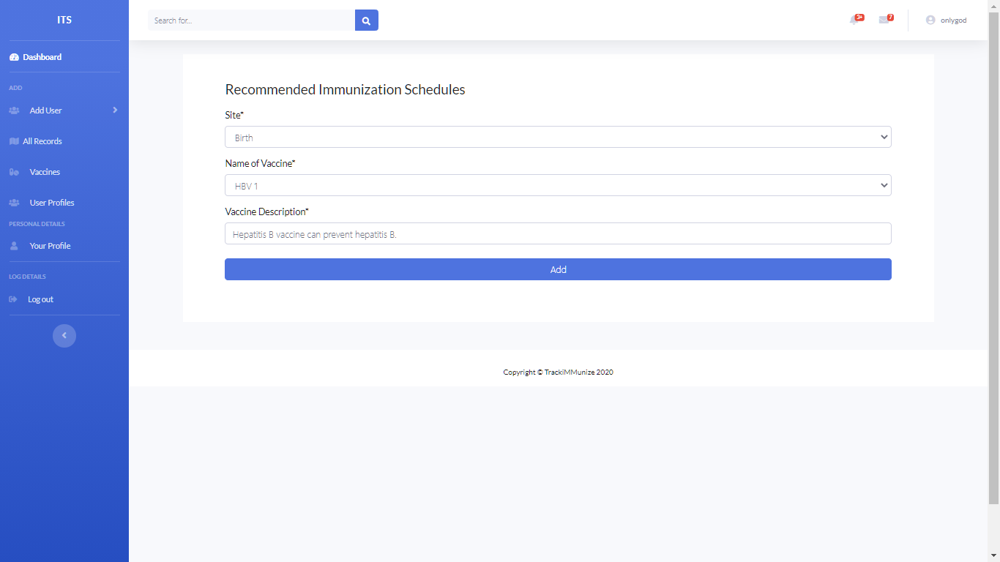 ITS
Dashboard
ADD
Add User
All Records
Vaccines
User Profiles
PERSONAL DETAILS
Your Profile
LOG DETAILS
Log out
Search for...
3+
7
onlygod
Recommended Immunization Schedules
Site*
Birth
Name of Vaccine*
HBV 1
Vaccine Description*
Hepatitis B vaccine can prevent hepatitis B.
Add
Copyright © TrackiMMunize 2020